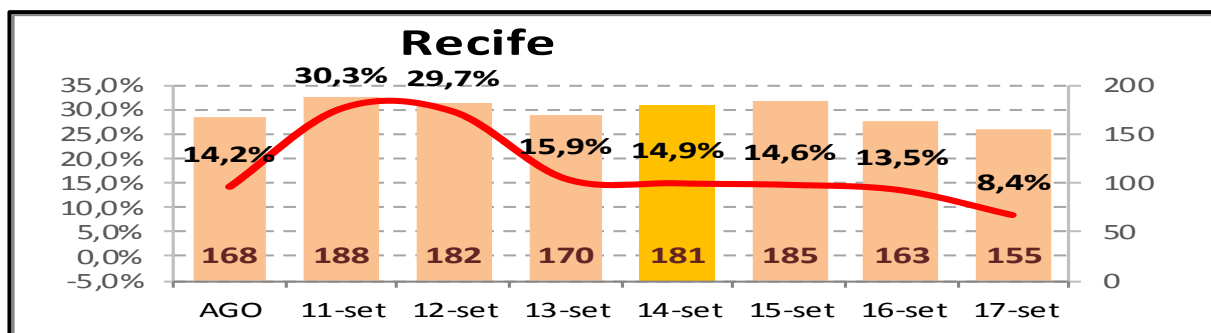 Recife
30,3% 29,7%
35,0% 200
30,0%
25,0% 150
14,2% 15,9% 14,9% 14,6% 13,5%
20,0%
8,4%
15,0% 100
10,0%
5,0% 50
0,0% 168 188 182 170 181 185 163 155
-5,0% 0
AGO 11-set 12-set 13-set 14-set 15-set 16-set 17-set